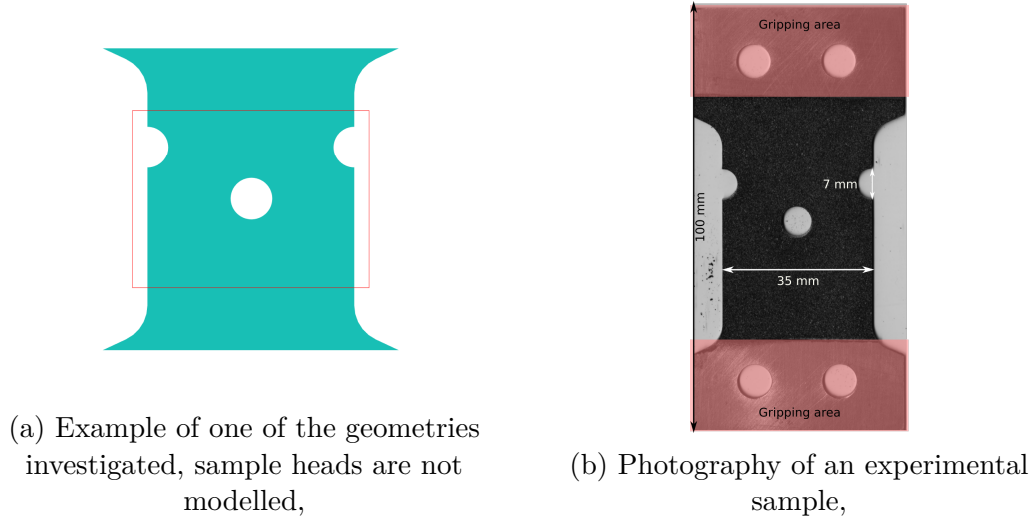 Gripping area
7 mm
100 mm
35 mm
Gripping area
(a) Example of one of the geometries
investigated, sample heads are not
modelled,
(b) Photography of an experimental
sample,